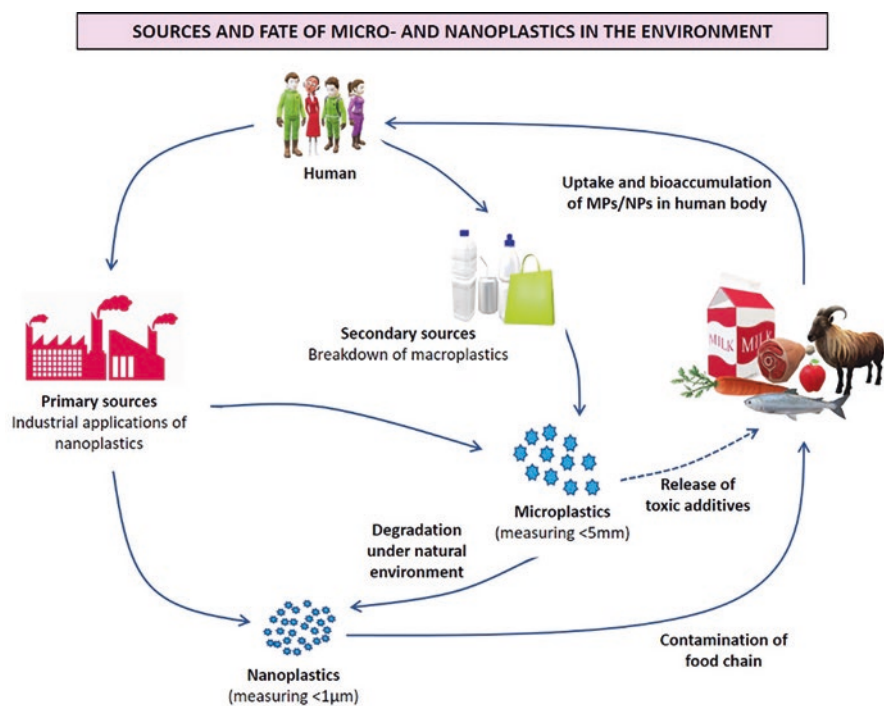 SOURCES AND FATE OF MICRO- AND NANOPLASTICS IN THE ENVIRONMENT
Human
Uptake and bioaccumulation
of MPs/NPs in human body
Secondary sources
Breakdown of macroplastics
MILK
MILK
Primary sources
Industrial applications of
nanoplastics
Release of
toxic additives
Microplastics
(measuring <5mm)
Degradation
under natural
environment
Contamination of
food chain
Nanoplastics
(measuring <1µm)